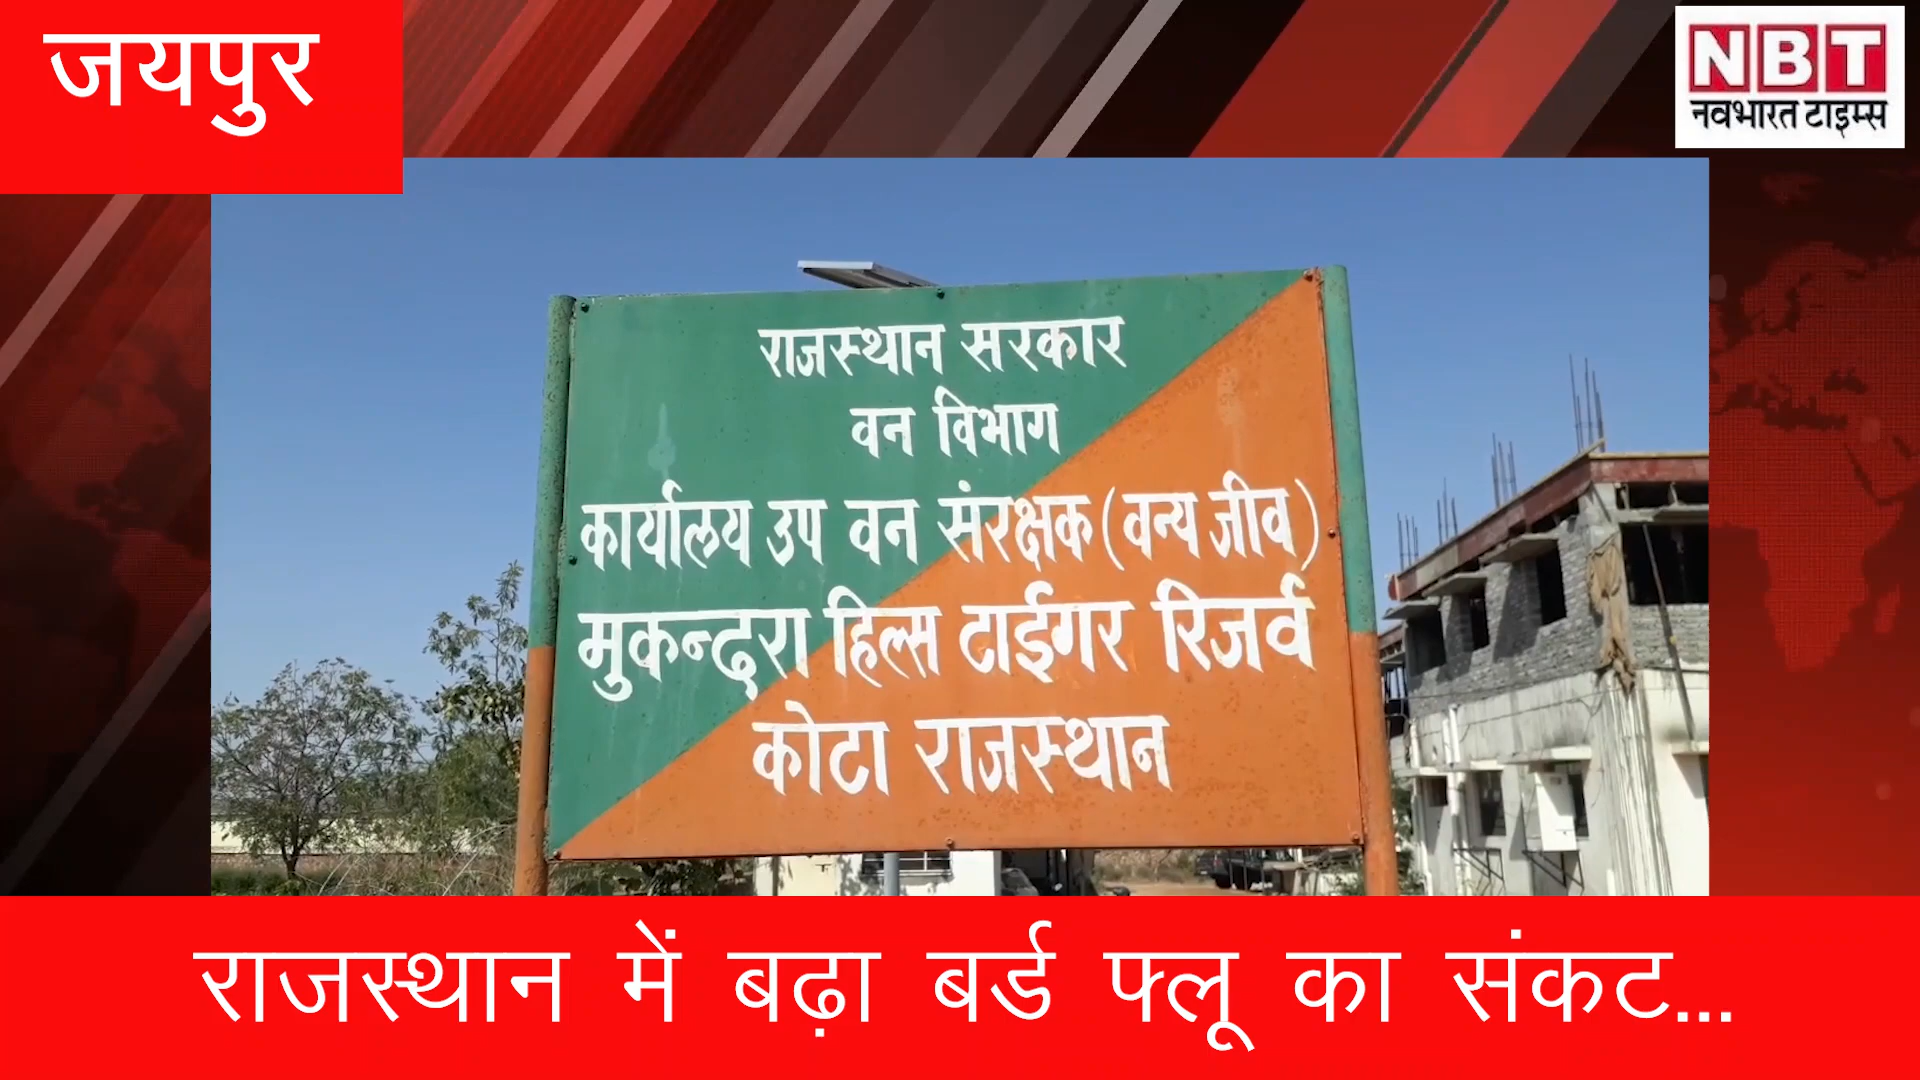 जयपुर
NBT
नवभारत टाइम्स
राजस्थान सरकार
वन विभाग
कार्यालय उप वन संरक्षक (वन्य जीव)
मुकन्दरा हिल्स टाईगर रिजर्व
कोटा राजस्थान
राजस्थान में बढ़ा बर्ड फ्लू का संकट...